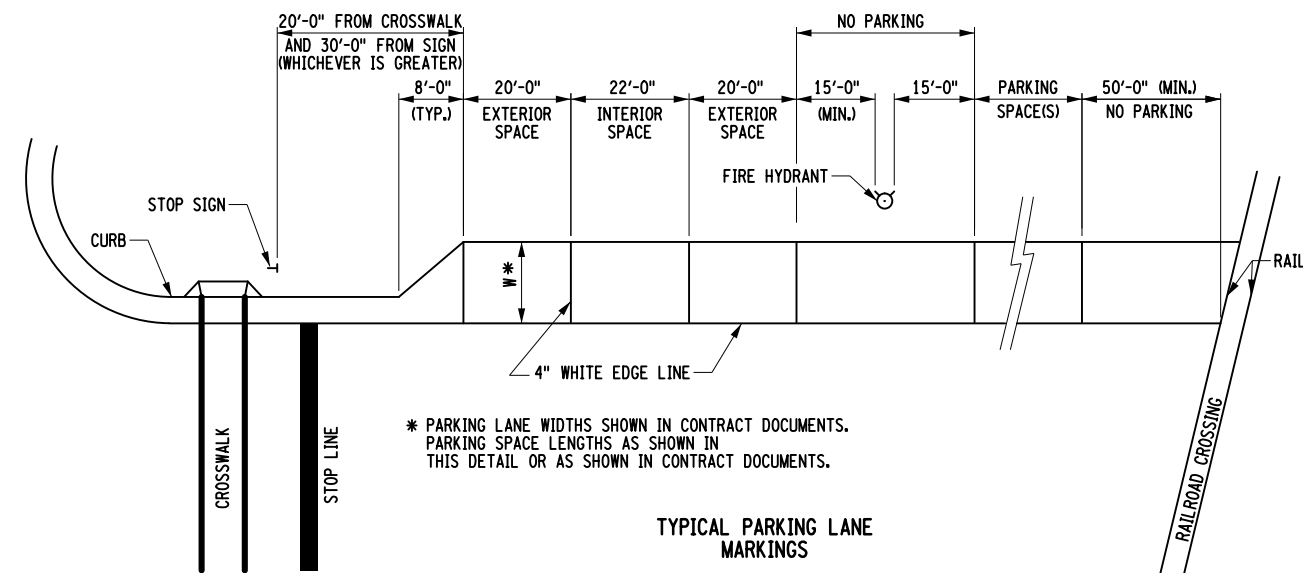 20'-0" FROM CROSSWALK
AND 30'-0" FROM SIGN
(WHICHEVER IS GREATER)
NO PARKING
8'-0"
(TYP.)
20'-0"
EXTERIOR
SPACE
22'-0"
INTERIOR
SPACE
20'-0"
EXTERIOR
SPACE
15'-0"
(MIN.)
15'-0"
PARKING
SPACE(S)
50'-0" (MIN.)
NO PARKING
FIRE HYDRANT
STOP SIGN
CURB
W*
RAIL
4" WHITE EDGE LINE
CROSSWALK
STOP LINE
* PARKING LANE WIDTHS SHOWN IN CONTRACT DOCUMENTS.
PARKING SPACE LENGTHS AS SHOWN IN
THIS DETAIL OR AS SHOWN IN CONTRACT DOCUMENTS.
RAILROAD CROSSING
TYPICAL PARKING LANE
MARKINGS